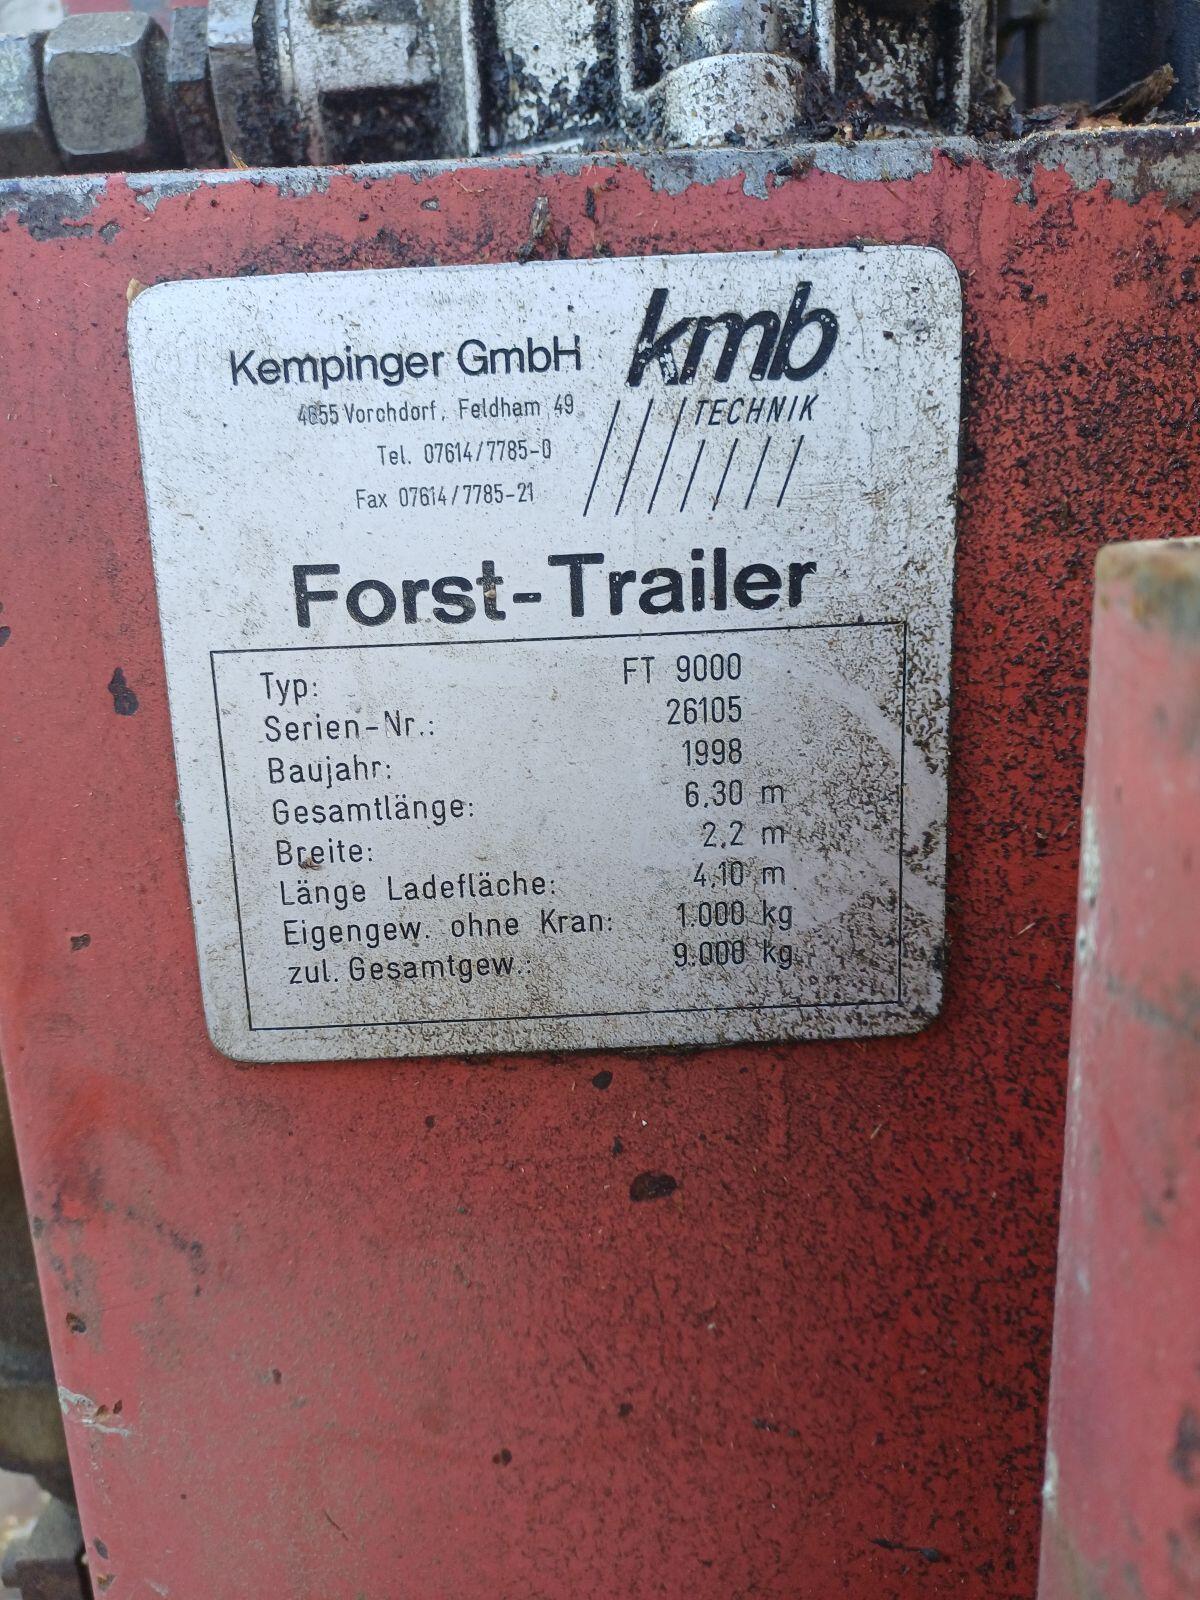 Kempinger GmbH
kmb
TECHNIK
4655 Vorchdorf, Feldham 49
Tel. 07614/7785-0
Fax 07614/7785-21
Forst-Trailer
Typ: FT 9000
Serien-Nr.: 26105
Baujahr: 1998
Gesamtlänge: 6,30 m
Breite: 2,2 m
Länge Ladefläche: 4,10 m
Eigengew. ohne Kran: 1.000 kg
zul. Gesamtgew.: 9.000 kg